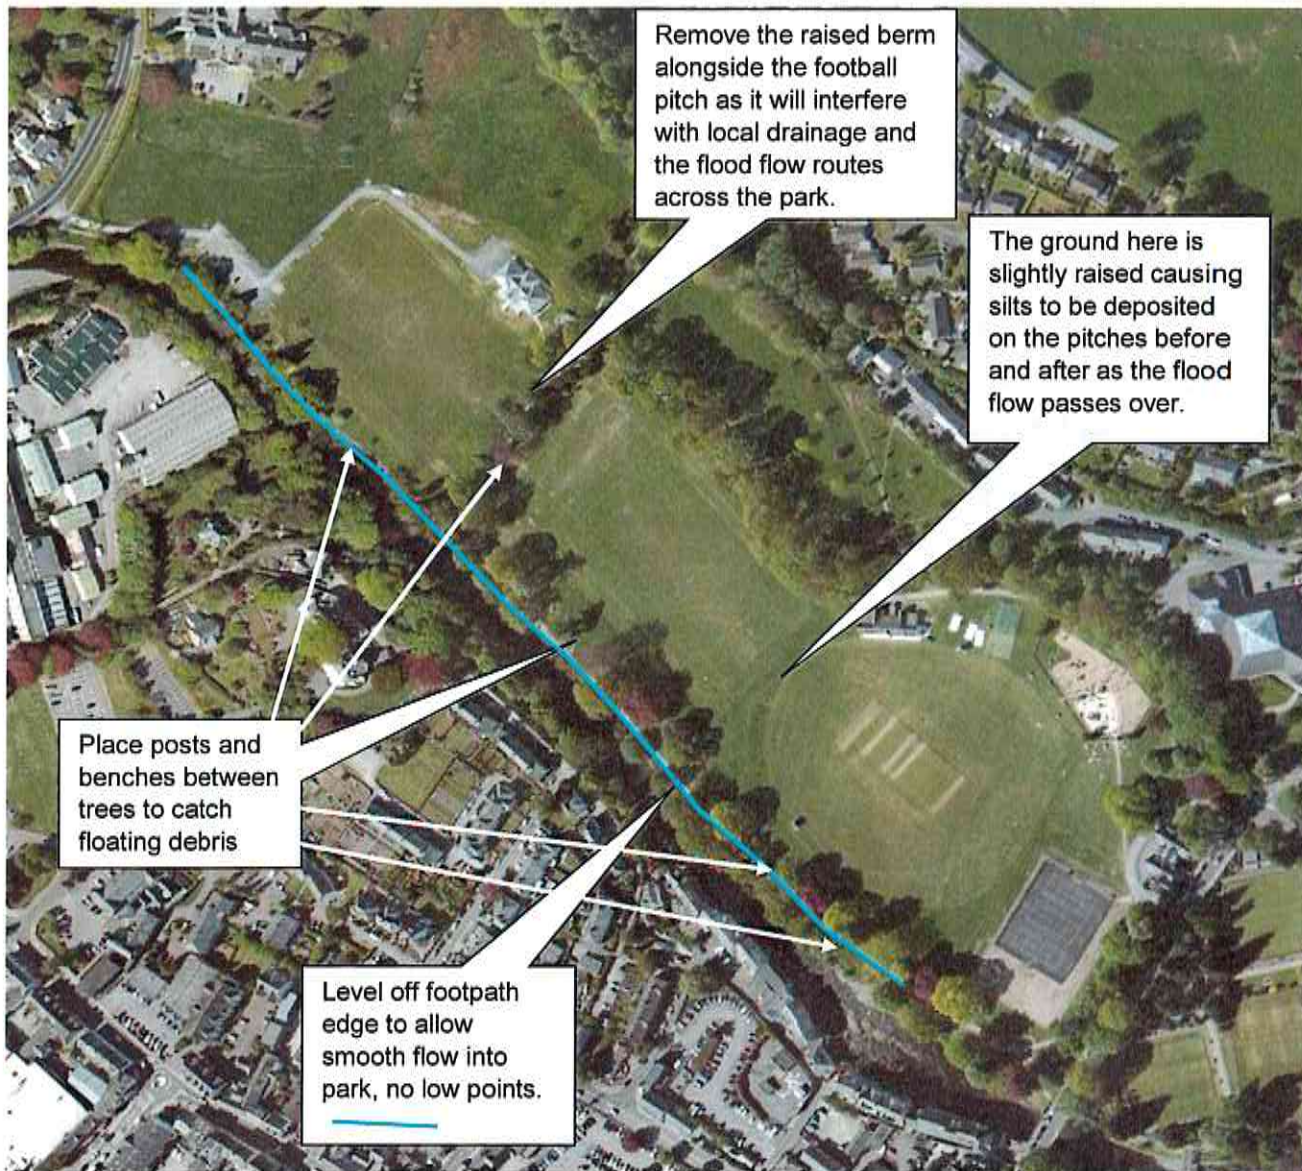 Remove the raised berm
alongside the football
pitch as it will interfere
with local drainage and
the flood flow routes
across the park.
The ground here is
slightly raised causing
silts to be deposited
on the pitches before
and after as the flood
flow passes over.
Place posts and
benches between
trees to catch
floating debris
Level off footpath
edge to allow
smooth flow into
park, no low points.